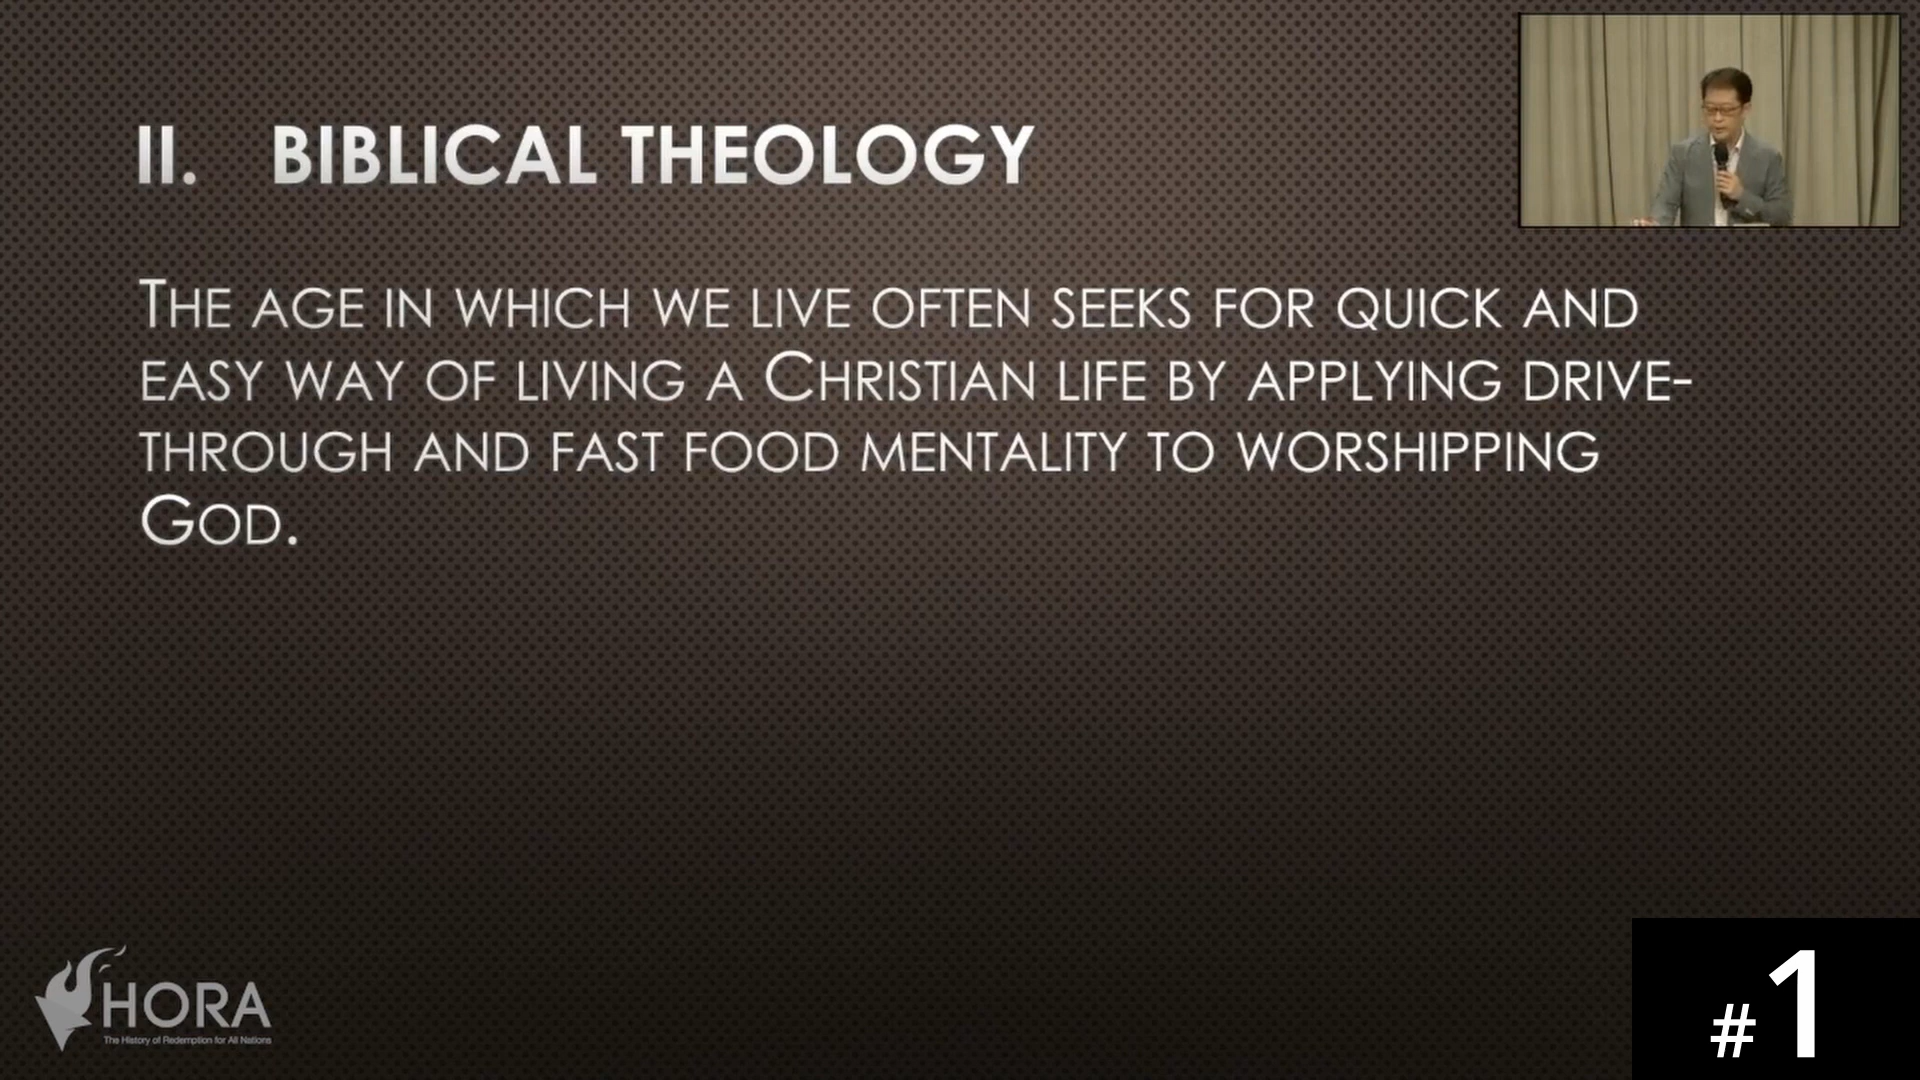 II. BIBLICAL THEOLOGY
THE AGE IN WHICH WE LIVE OFTEN SEEKS FOR QUICK AND
EASY WAY OF LIVING A CHRISTIAN LIFE BY APPLYING DRIVE-
THROUGH AND FAST FOOD MENTALITY TO WORSHIPPING
GOD.
HORA
The History of Redemption for All Nations
#1